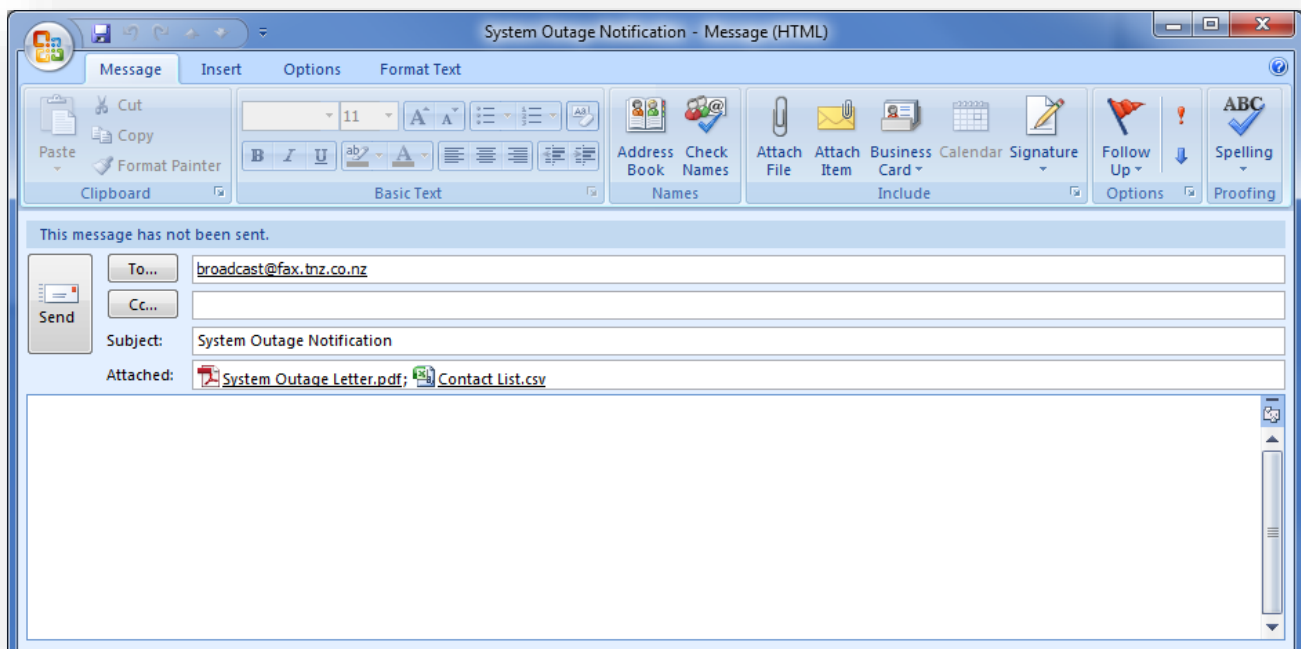 System Outage Notification - Message (HTML)
Message Insert Options Format Text
Paste
Cut
Copy
Format Painter
Clipboard
11
B I U ab A
Basic Text
Address Book
Check Names
Names
Attach File
Attach Item
Business Card
Calendar
Signature
Include
Follow Up
Options
ABC
Spelling
Proofing
This message has not been sent.
Send
To... broadcast@fax.tnz.co.nz
Cc...
Subject: System Outage Notification
Attached: System Outage Letter.pdf; Contact List.csv